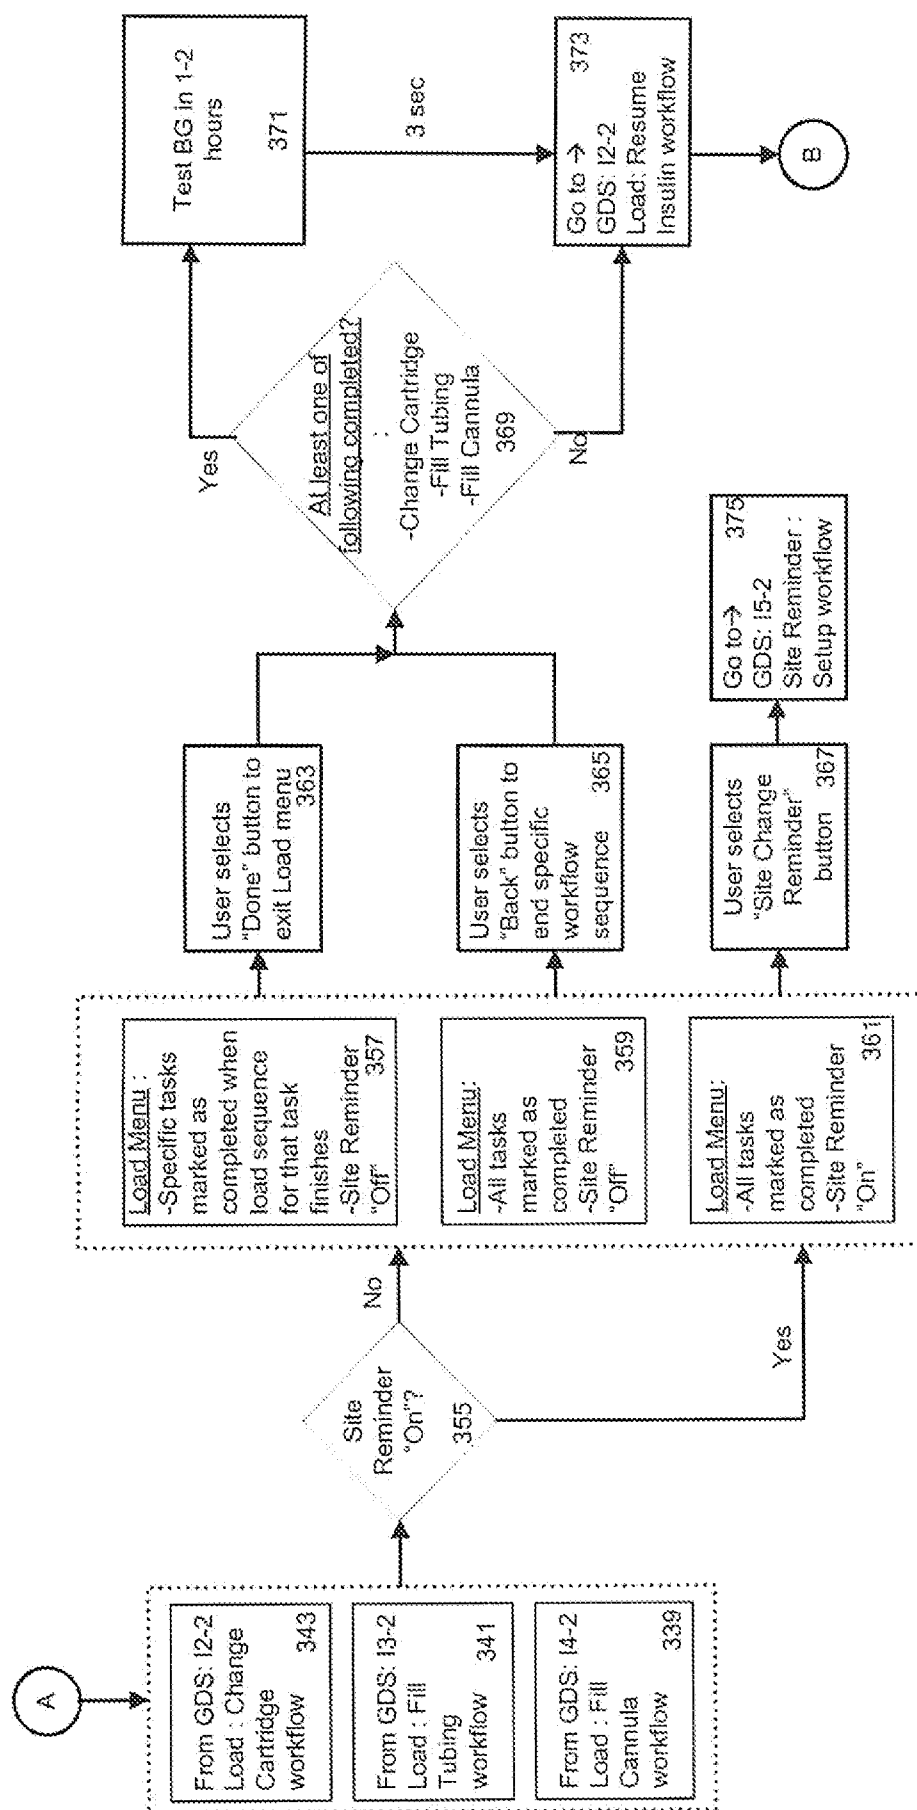 A
From GDS: I2-2
Load : Change
Cartridge
workflow 343
From GDS: I3-2
Load : Fill
Tubing
workflow 341
From GDS: I4-2
Load : Fill
Cannula
workflow 339
Site
Reminder
"On"?
355
No
Yes
Load Menu :
-Specific tasks
marked as
completed when
load sequence
for that task
finishes
-Site Reminder
"Off" 357
Load Menu:
-All tasks
marked as
completed
-Site Reminder
"Off" 359
Load Menu:
-All tasks
marked as
completed
-Site Reminder
"On" 361
User selects
"Done" button to
exit Load menu
363
User selects
"Back" button to
end specific
workflow
sequence 365
User selects
"Site Change
Reminder"
button 367
At least one of
following completed?
:
-Change Cartridge
-Fill Tubing
-Fill Cannula
369
Yes
No
Go to→ 375
GDS: I5-2
Site Reminder :
Setup workflow
Test BG in 1-2
hours
371
3 sec
Go to → 373
GDS: I2-2
Load: Resume
Insulin workflow
B